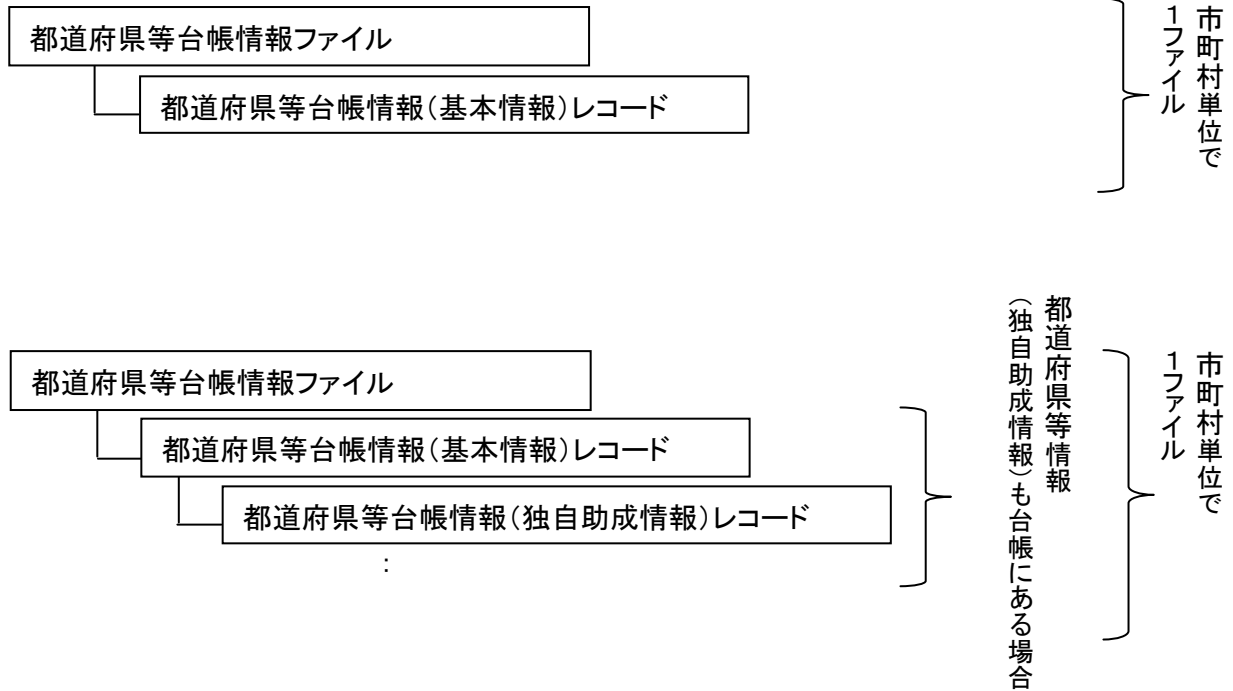 都道府県等台帳情報ファイル
都道府県等台帳情報（基本情報）レコード
市町村単位で
１ファイル
都道府県等台帳情報ファイル
都道府県等台帳情報（基本情報）レコード
都道府県等台帳情報（独自助成情報）レコード
：
都道府県等情報
（独自助成情報）も台帳にある場合
市町村単位で
１ファイル